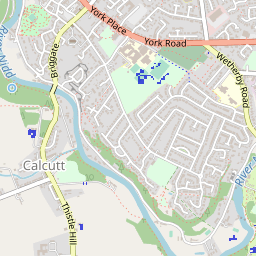 York Place
York Road
Wetherby Road
Briggate
River Nidd
Calcutt
Thistle Hill
River N